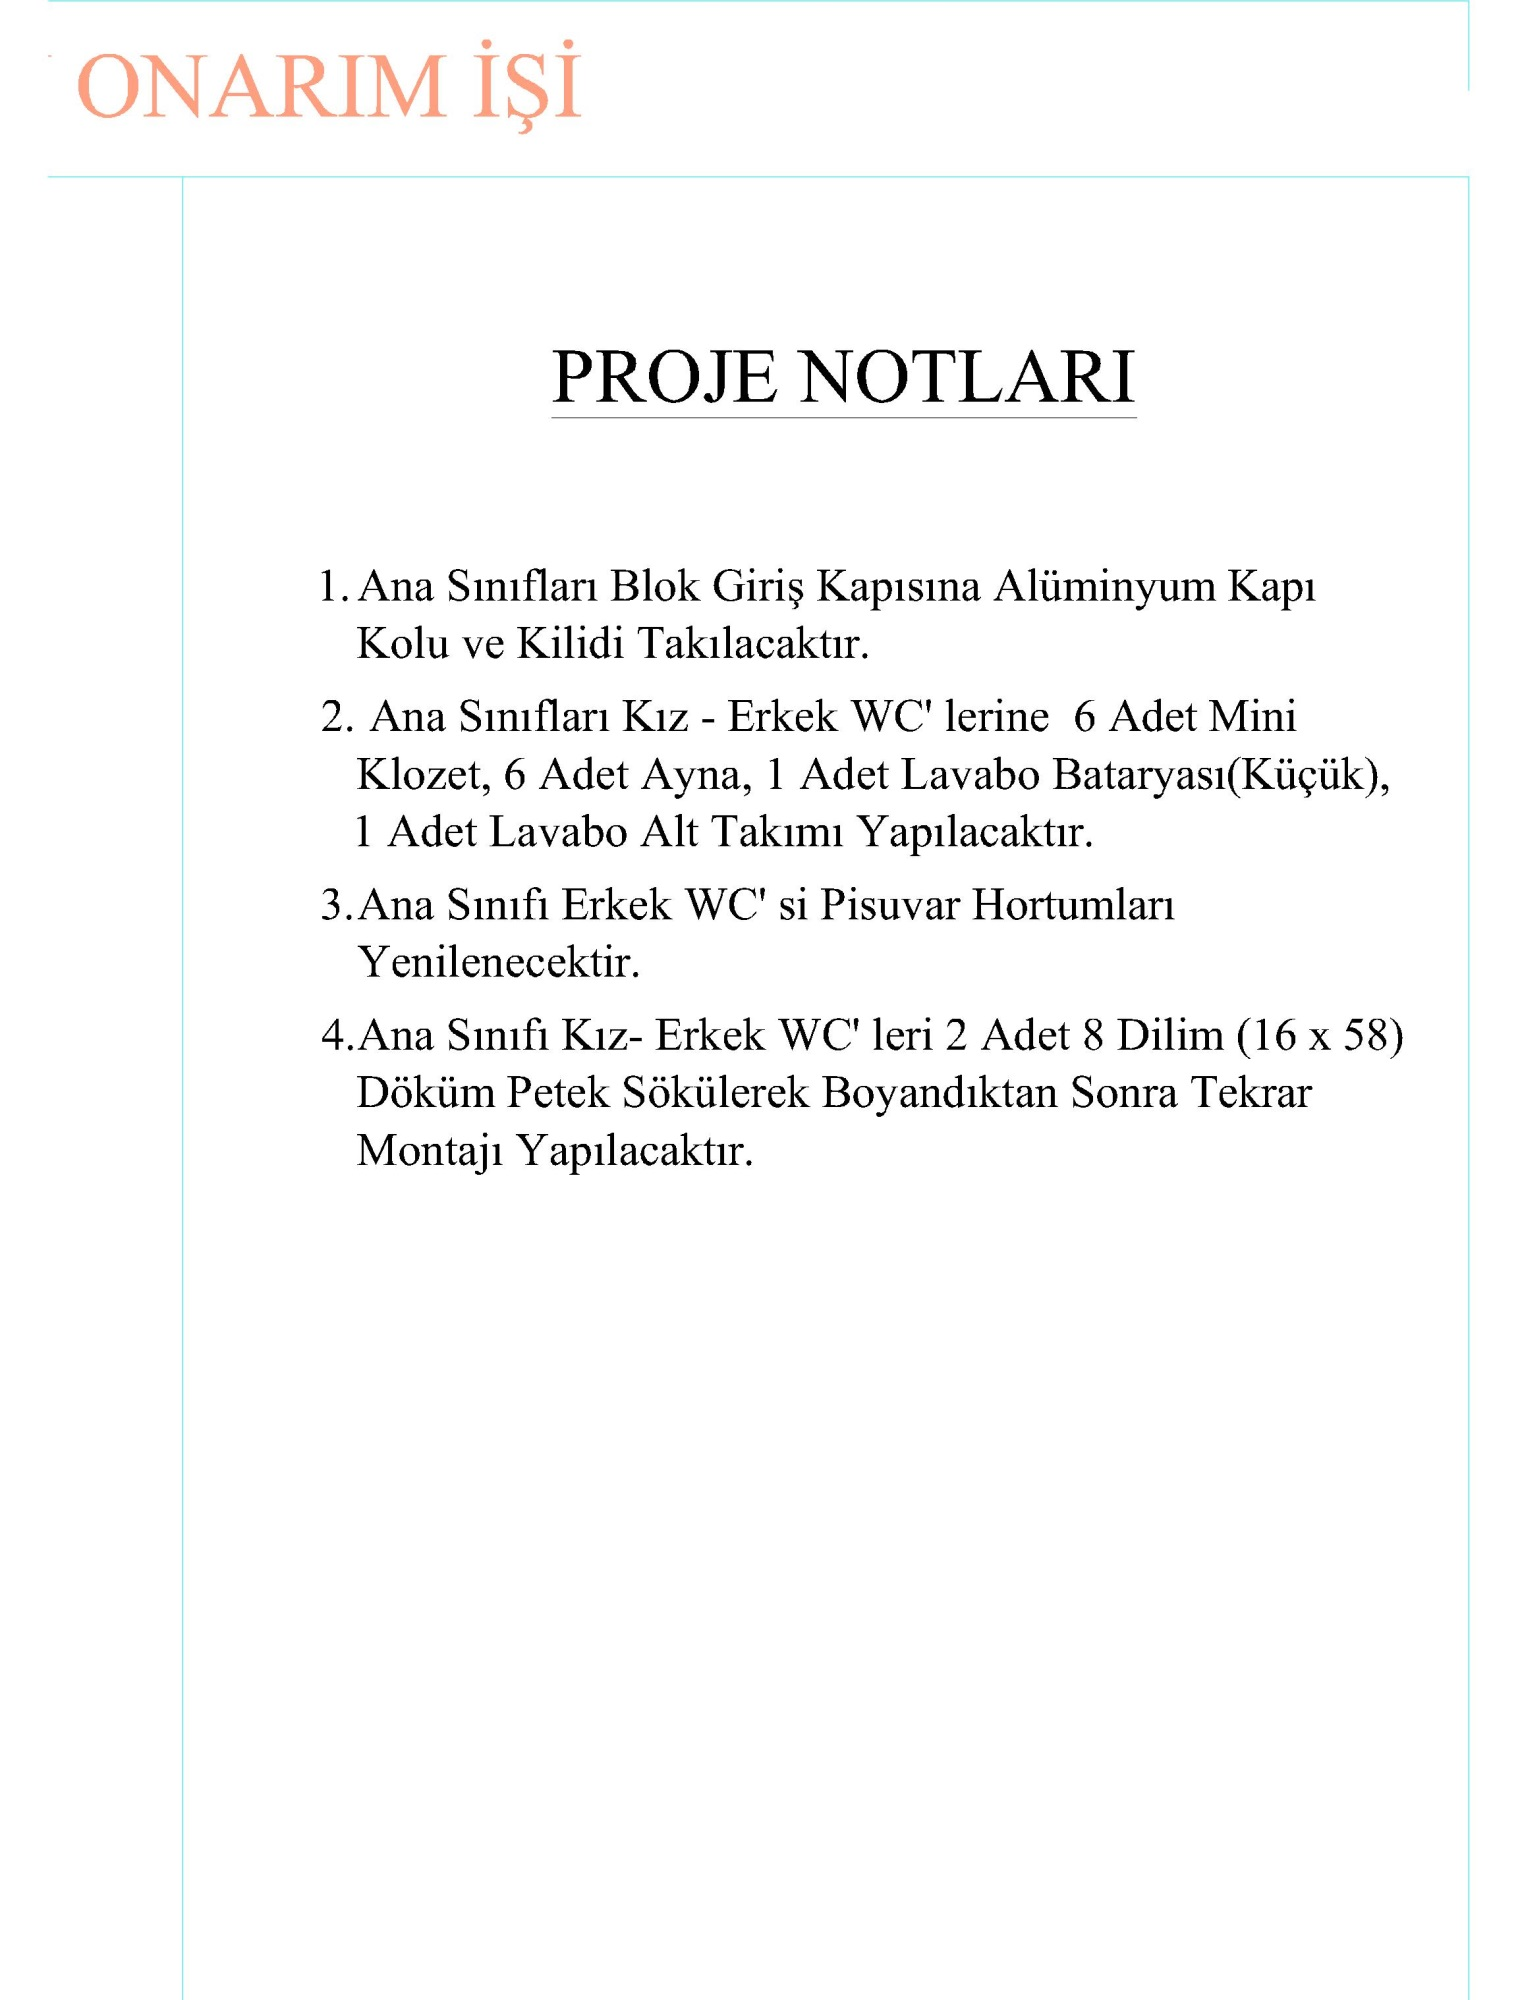 ONARIM İŞİ
PROJE NOTLARI
1. Ana Sınıfları Blok Giriş Kapısına Alüminyum Kapı
Kolu ve Kilidi Takılacaktır.
2. Ana Sınıfları Kız - Erkek WC' lerine  6 Adet Mini
Klozet, 6 Adet Ayna, 1 Adet Lavabo Bataryası(Küçük),
1 Adet Lavabo Alt Takımı Yapılacaktır.
3.Ana Sınıfı Erkek WC' si Pisuvar Hortumları
Yenilenecektir.
4.Ana Sınıfı Kız- Erkek WC' leri 2 Adet 8 Dilim (16 x 58)
Döküm Petek Sökülerek Boyandıktan Sonra Tekrar
Montajı Yapılacaktır.